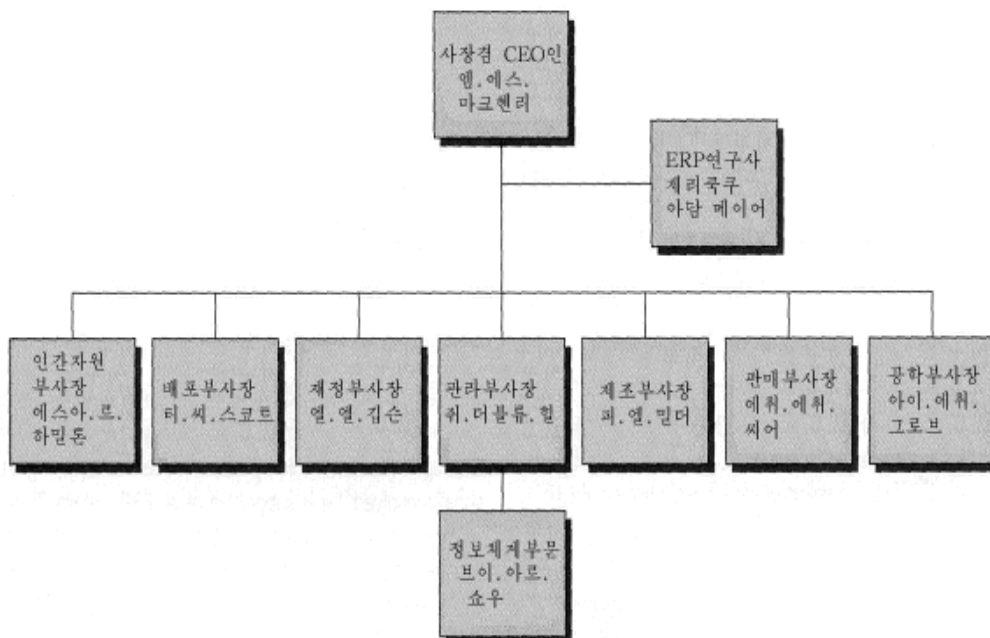 사장겸 CEO인
엠.에스.
마크헨리
ERP연구사
제리국쿠
아담 메이어
인간자원
부사장
에스아.르.
하밀톤
배포부사장
티.씨.스코트
재정부사장
엘.엘.깁슨
관라부사장
쥐.더블류.힐
제조부사장
피.엘.밀더
판매부사장
에취.에취.
씨어
공학부사장
아이.에취.
그로브
정보체계부문
브이.아르.
쇼우